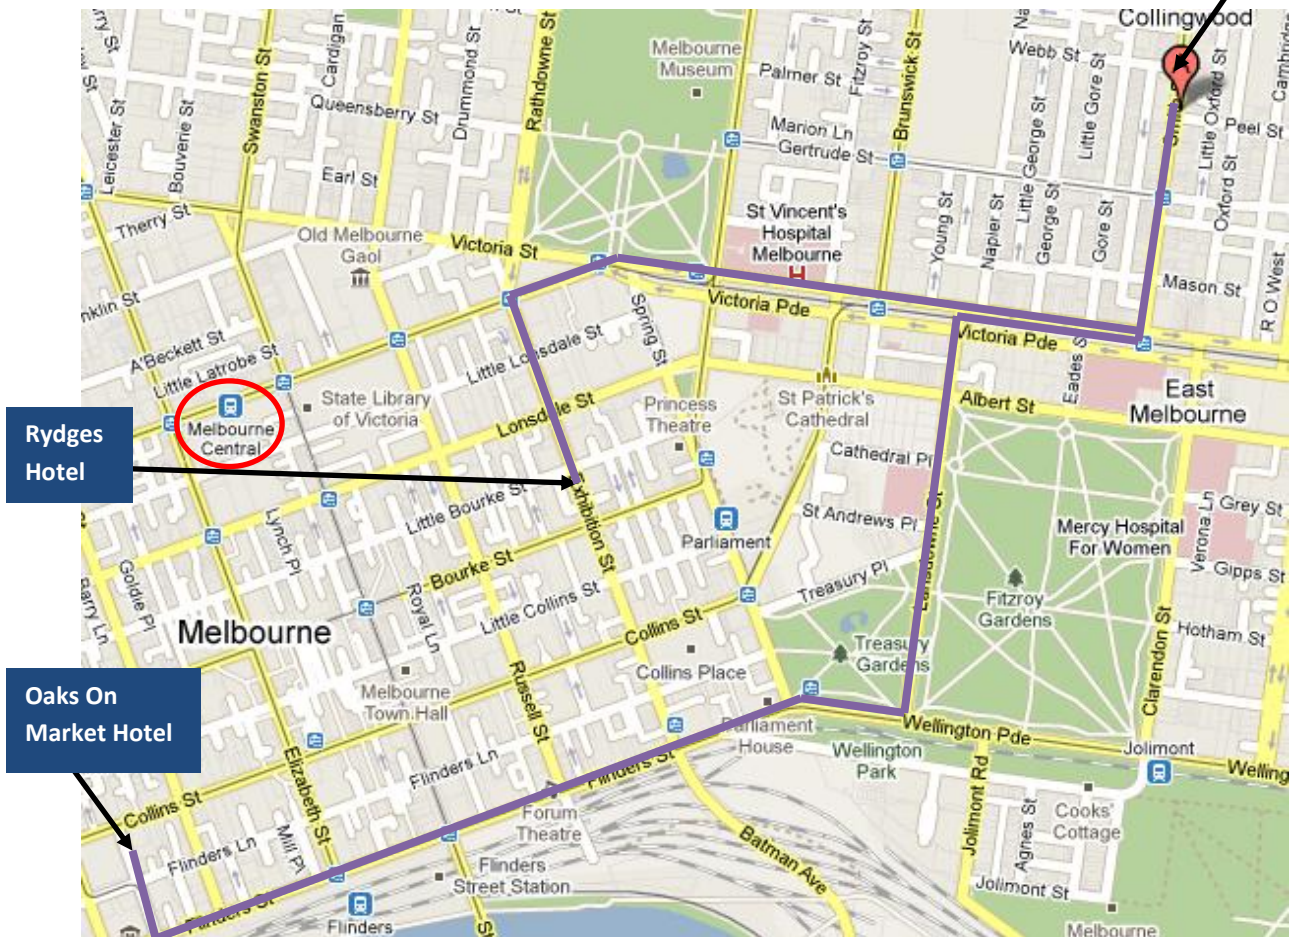 Collingwood
Webb St
Cambridge
Cardigan
Drummond St
Rathdowne St
Melbourne
Museum
Palmer St
Fitzroy St
Brunswick St
Little Gore St
Little George St
Little Oxford St
Peel St
Swanston St
Queensberry St
Marion Ln
Gertrude St
Leicester St
Bouverie St
Earl St
St Vincent's
Hospital
Melbourne
H
Young St
Napier St
George St
Gore St
Oxford St
Therry St
Old Melbourne
Gaol
Victoria St
Mason St
R O West
nklin St
Spring St
Victoria Pde
Victoria Pde
A'Beckett St
Little Latrobe St
Little Lonsdale St
Eades S
East
Melbourne
Melbourne
Central
State Library
of Victoria
Lonsdale St
Princess
Theatre
St Patrick's
Cathedral
Albert St
Rydges
Hotel
Cathedral Pl
Little Bourke St
Exhibition St
Lansdowne St
St Andrews Pl
Mercy Hospital
For Women
Verona Ln
Grey St
Lynch Pl
Parliament
Bourke St
Goldie Pl
Barry Ln
Royal Ln
Little Collins St
Treasury Pl
Fitzroy
Gardens
Gipps St
Melbourne
Collins St
Treasury
Gardens
Hotham St
Clarendon St
Collins Place
Melbourne
Town Hall
Russell St
Oaks On
Market Hotel
Parliament
House
Wellington Pde
Wellington
Park
Jolimont
Welling
Elizabeth St
Flinders Ln
Flinders St
Collins St
Forum
Theatre
Jolimont Rd
Agnes St
Cooks'
Cottage
Flinders Ln
Mill Pl
Batman Ave
Flinders
Street Station
Jolimont St
Flinders St
Flinders
St
Melbourne